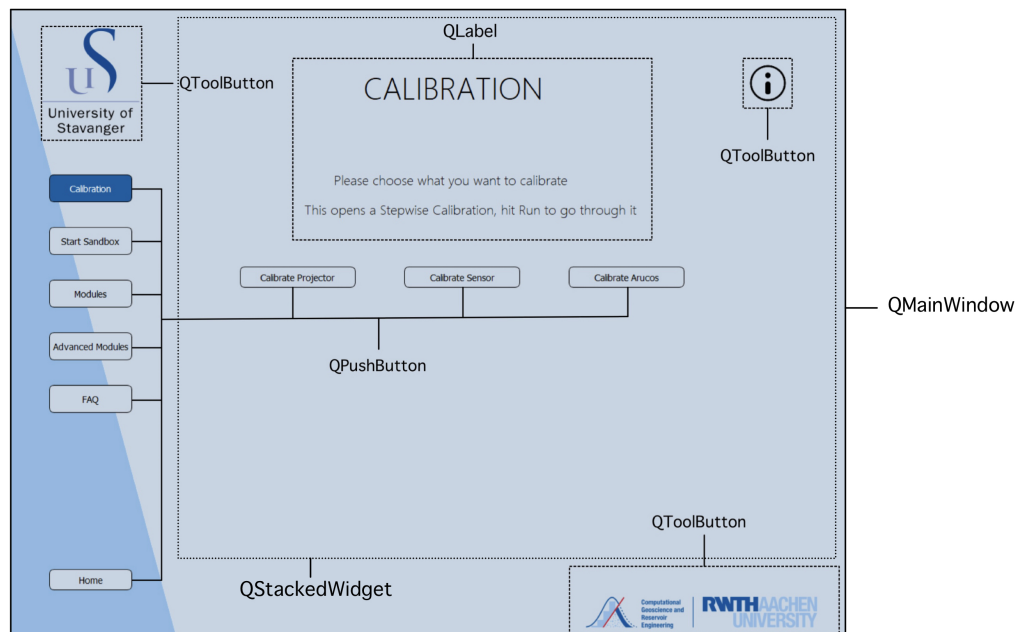 QLabel
US
University of
Stavanger
QToolButton
CALIBRATION
QToolButton
Please choose what you want to calibrate
This opens a Stepwise Calibration, hit Run to go through it
Calibration
Start Sandbox
Modules
Advanced Modules
FAQ
Home
Calibrate Projector
Calibrate Sensor
Calibrate Arucos
QPushButton
QMainWindow
QToolButton
QStackedWidget
Computational
Geoscience and
Reservoir
Engineering
RWTHAACHEN
UNIVERSITY